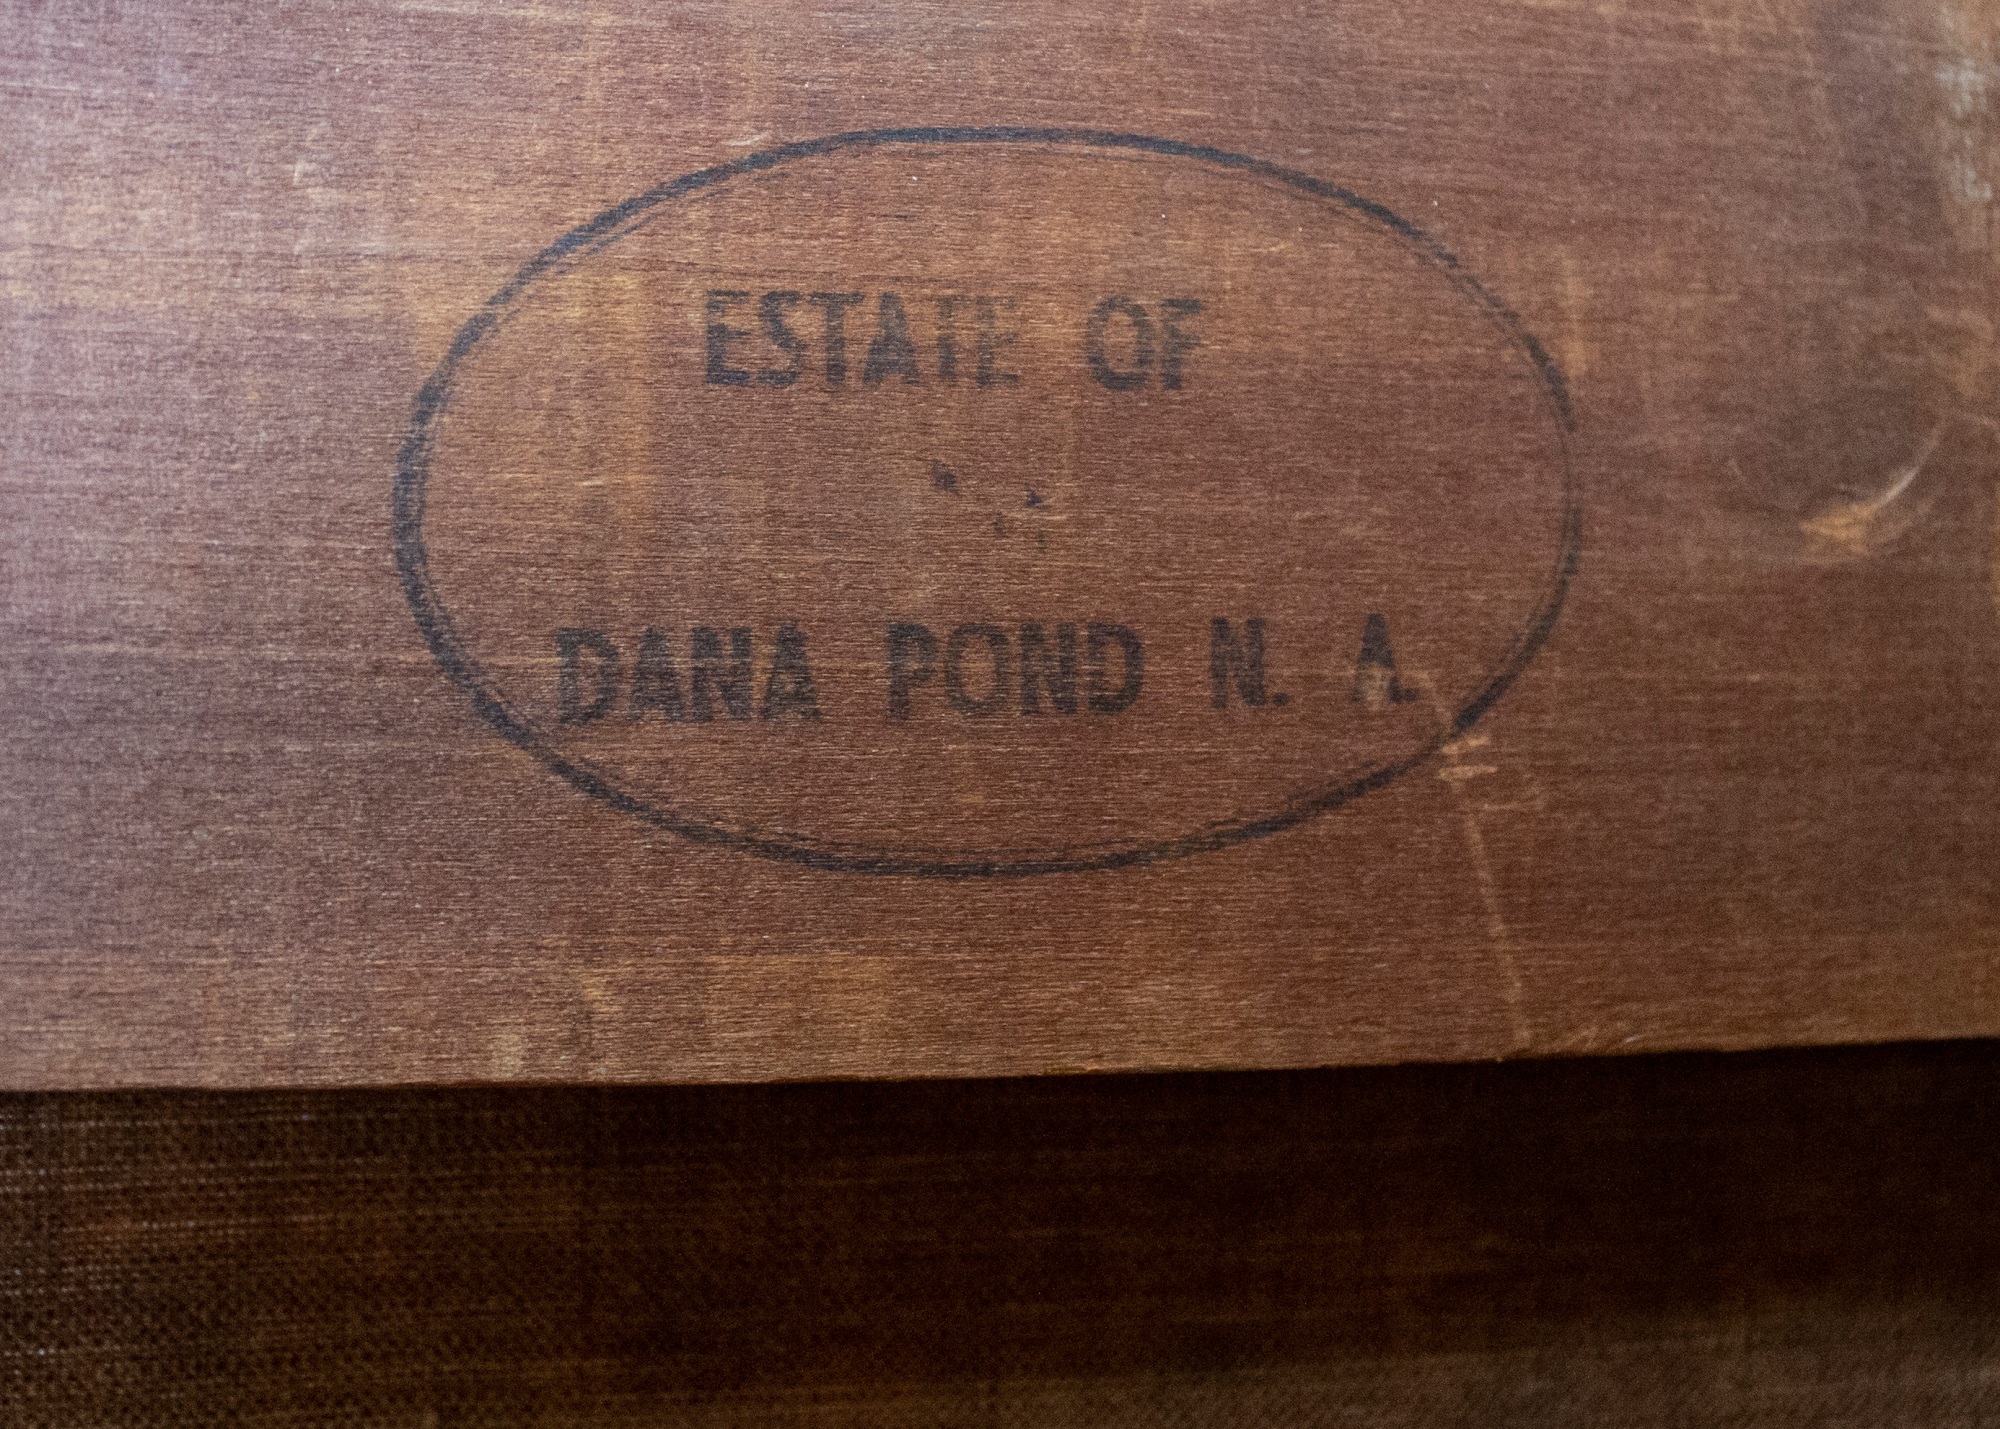 ESTATE OF
DANA POND N. A.